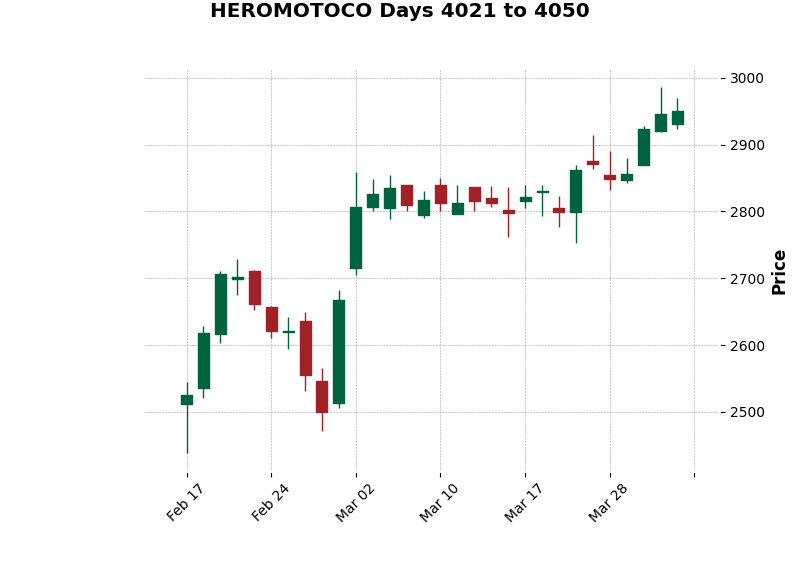 HEROMOTOCO Days 4021 to 4050
3000
2900
2800
2700
2600
2500
Price
Feb 17
Feb 24
Mar 02
Mar 10
Mar 17
Mar 28